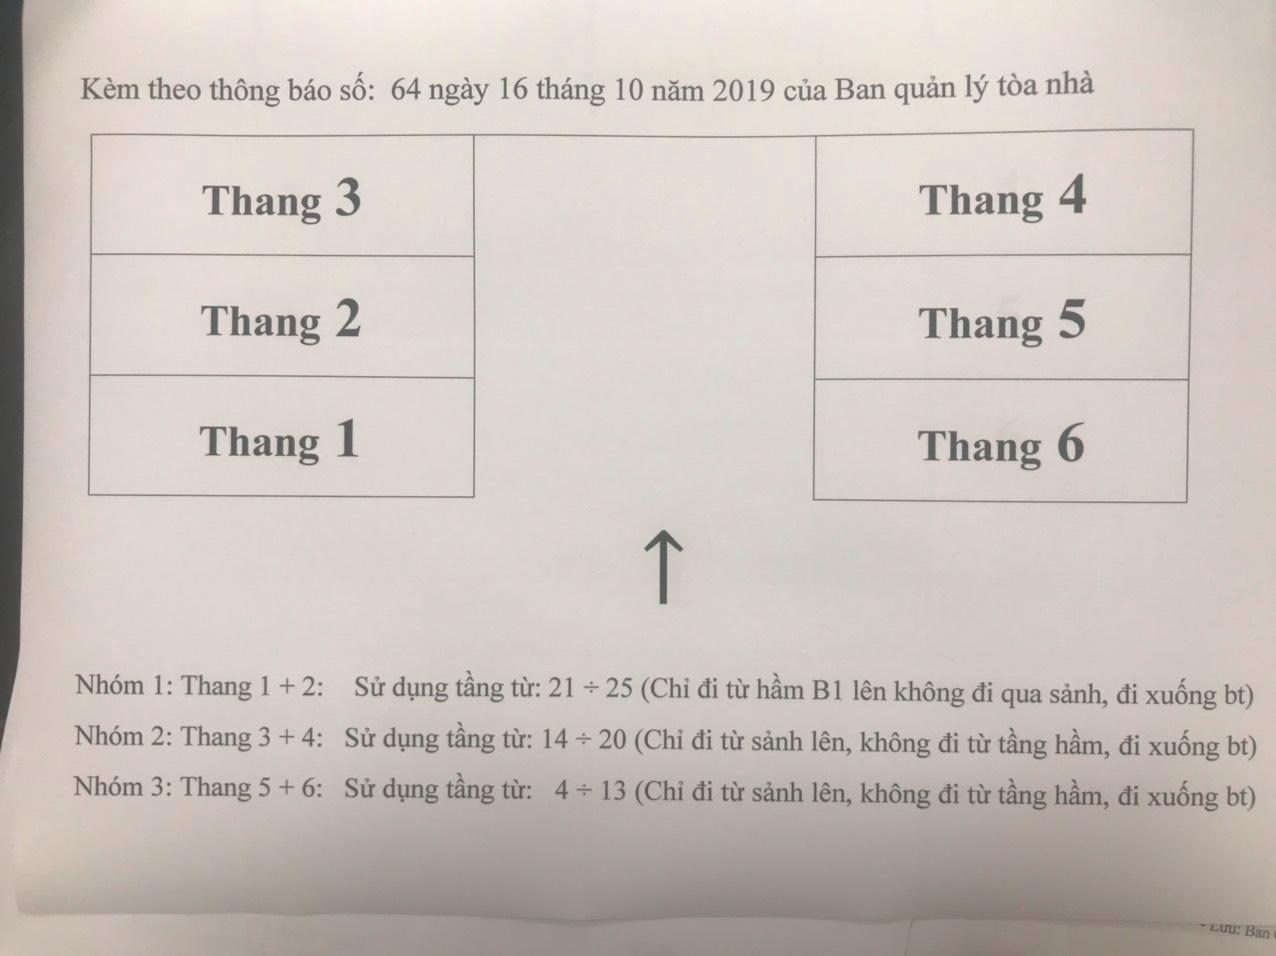 Kèm theo thông báo số: 64 ngày 16 tháng 10 năm 2019 của Ban quản lý tòa nhà
Thang 3
Thang 4
Thang 2
Thang 5
Thang 1
Thang 6
↑
Nhóm 1: Thang 1 + 2: Sử dụng tầng từ: 21 ÷ 25 (Chỉ đi từ hầm B1 lên không đi qua sảnh, đi xuống bt)
Nhóm 2: Thang 3 + 4: Sử dụng tầng từ: 14 ÷ 20 (Chỉ đi từ sảnh lên, không đi từ tầng hầm, đi xuống bt)
Nhóm 3: Thang 5 + 6: Sử dụng tầng từ: 4 ÷ 13 (Chỉ đi từ sảnh lên, không đi từ tầng hầm, đi xuống bt)
- Lưu: Ban